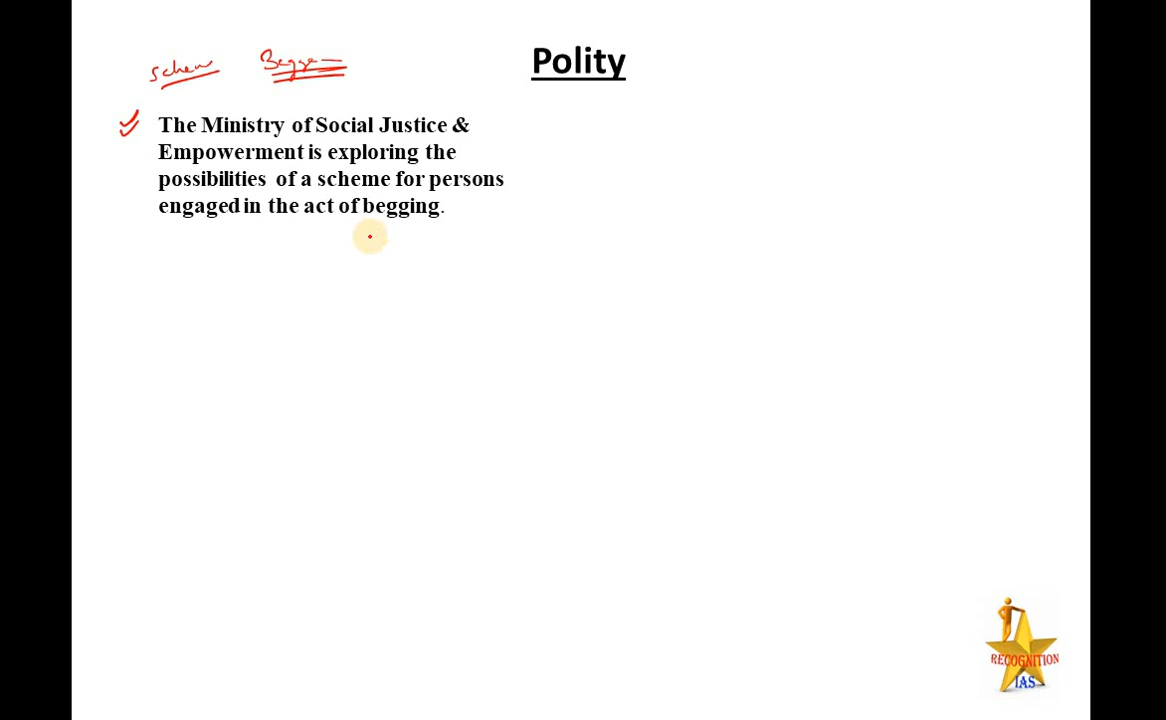 Polity
Scheme
The Ministry of Social Justice &
Empowerment is exploring the
possibilities of a scheme for persons
engaged in the act of begging.
RECOGNITION
IAS